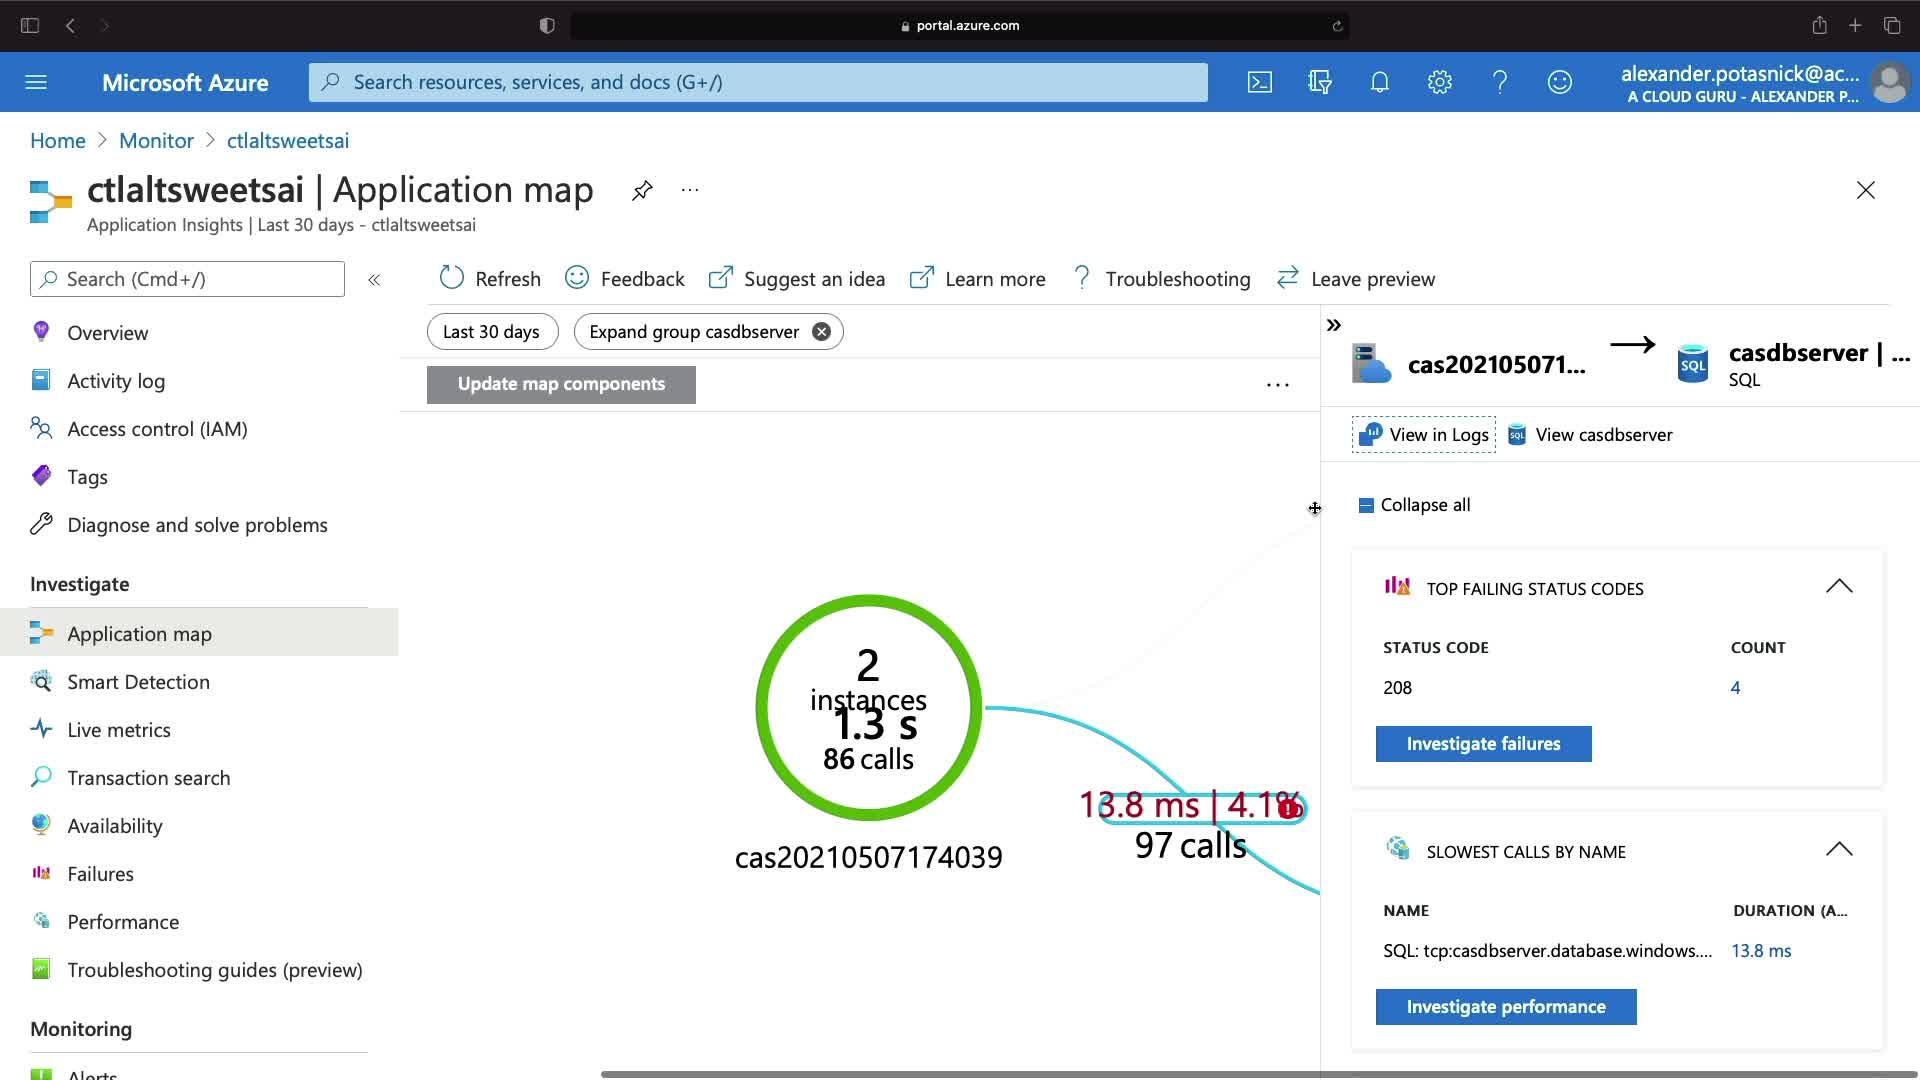 portal.azure.com
Microsoft Azure
Search resources, services, and docs (G+/)
alexander.potasnick@ac...
A CLOUD GURU - ALEXANDER P...
Home > Monitor > ctlaltsweetsai
ctlaltsweetsai | Application map
Application Insights | Last 30 days - ctlaltsweetsai
Search (Cmd+/)
Refresh
Feedback
Suggest an idea
Learn more
Troubleshooting
Leave preview
Overview
Activity log
Access control (IAM)
Tags
Diagnose and solve problems
Investigate
Application map
Smart Detection
Live metrics
Transaction search
Availability
Failures
Performance
Troubleshooting guides (preview)
Monitoring
Alerts
Last 30 days
Expand group casdbserver
Update map components
2
instances
1.3 s
86 calls
cas20210507174039
13.8 ms | 4.1%
97 calls
cas202105071...
SQL
casdbserver | ...
SQL
View in Logs
SQL
View casdbserver
Collapse all
TOP FAILING STATUS CODES
STATUS CODE COUNT
208 4
Investigate failures
SLOWEST CALLS BY NAME
NAME DURATION (A...
SQL: tcp:casdbserver.database.windows.... 13.8 ms
Investigate performance